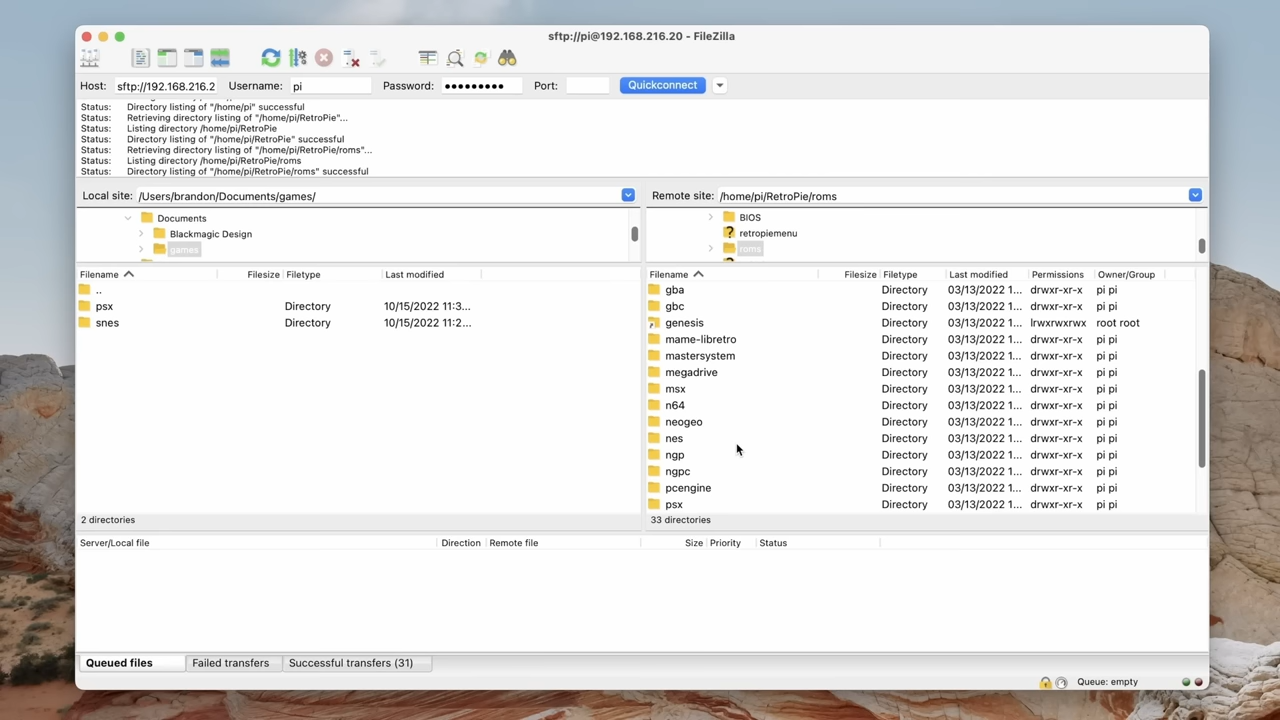 sftp://pi@192.168.216.20 - FileZilla
Host: sftp://192.168.216.2 Username: pi Password: ●●●●●●●●● Port: Quickconnect
Status: Directory listing of "/home/pi" successful
Status: Retrieving directory listing of "/home/pi/RetroPie"...
Status: Listing directory /home/pi/RetroPie
Status: Directory listing of "/home/pi/RetroPie" successful
Status: Retrieving directory listing of "/home/pi/RetroPie/roms"...
Status: Listing directory /home/pi/RetroPie/roms
Status: Directory listing of "/home/pi/RetroPie/roms" successful
Local site: /Users/brandon/Documents/games/
Documents
Blackmagic Design
games
Filename Filesize Filetype Last modified
..
psx Directory 10/15/2022 11:3...
snes Directory 10/15/2022 11:2...
2 directories
Remote site: /home/pi/RetroPie/roms
BIOS
retropiemenu
roms
Filename Filesize Filetype Last modified Permissions Owner/Group
gba Directory 03/13/2022 1... drwxr-xr-x pi pi
gbc Directory 03/13/2022 1... drwxr-xr-x pi pi
genesis Directory 03/13/2022 1... lrwxrwxrwx root root
mame-libretro Directory 03/13/2022 1... drwxr-xr-x pi pi
mastersystem Directory 03/13/2022 1... drwxr-xr-x pi pi
megadrive Directory 03/13/2022 1... drwxr-xr-x pi pi
msx Directory 03/13/2022 1... drwxr-xr-x pi pi
n64 Directory 03/13/2022 1... drwxr-xr-x pi pi
neogeo Directory 03/13/2022 1... drwxr-xr-x pi pi
nes Directory 03/13/2022 1... drwxr-xr-x pi pi
ngp Directory 03/13/2022 1... drwxr-xr-x pi pi
ngpc Directory 03/13/2022 1... drwxr-xr-x pi pi
pcengine Directory 03/13/2022 1... drwxr-xr-x pi pi
psx Directory 03/13/2022 1... drwxr-xr-x pi pi
33 directories
Server/Local file Direction Remote file Size Priority Status
Queued files Failed transfers Successful transfers (31)
Queue: empty